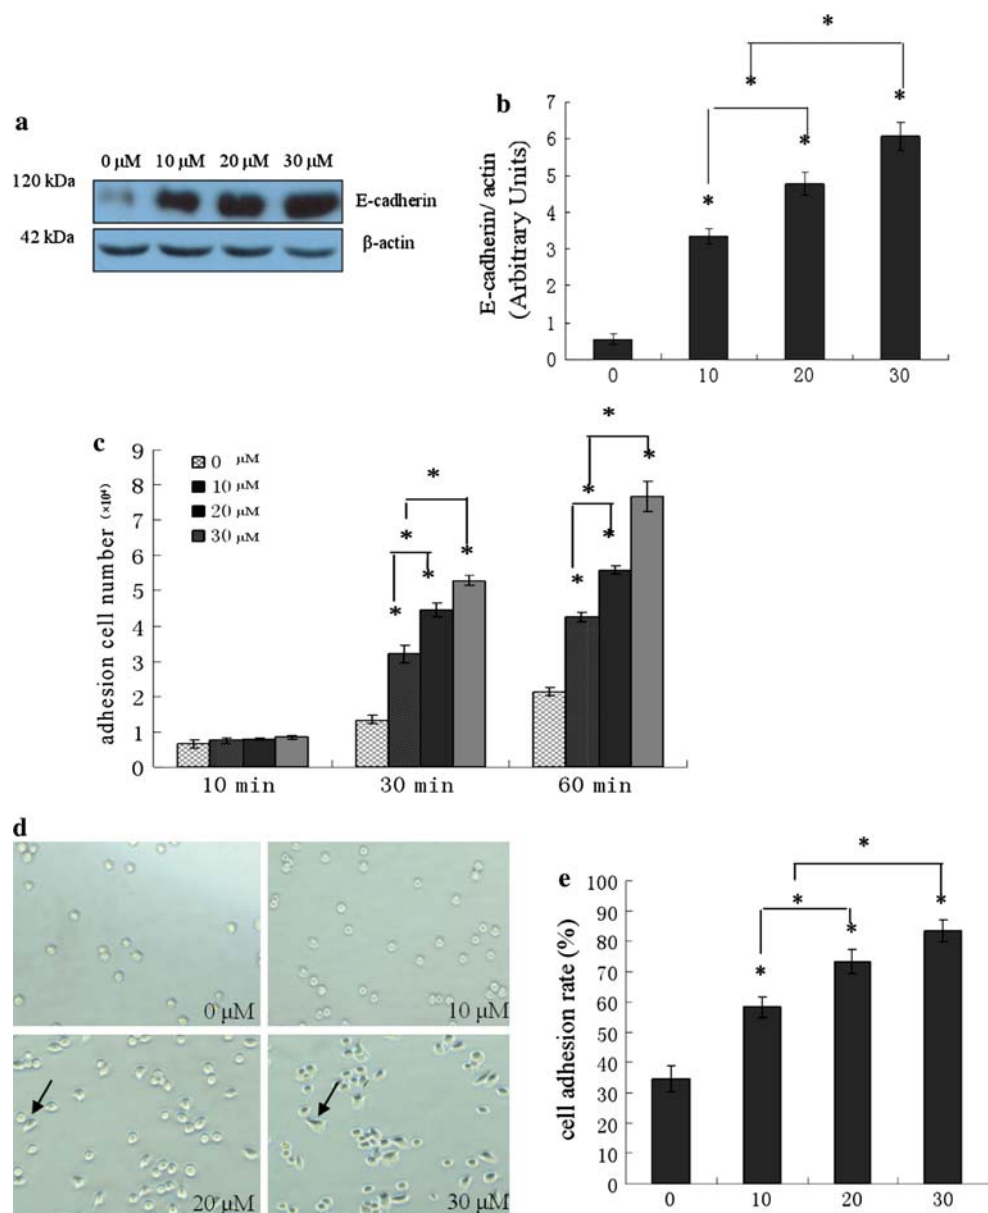 a
0 µM 10 µM 20 µM 30 µM
120 kDa
E-cadherin
42 kDa
β-actin
b
E-cadherin/ actin
(Arbitrary Units)
7
6
5
4
3
2
1
0
0 10 20 30
* * * * *
c
adhesion cell number (×10⁴)
9
8
7
6
5
4
3
2
1
0
0 µM
10 µM
20 µM
30 µM
* * * * *
* * * * *
10 min 30 min 60 min
d
0 µM
10 µM
20 µM
30 µM
e
cell adhesion rate (%)
100
90
80
70
60
50
40
30
20
10
0
* * * * *
0 10 20 30